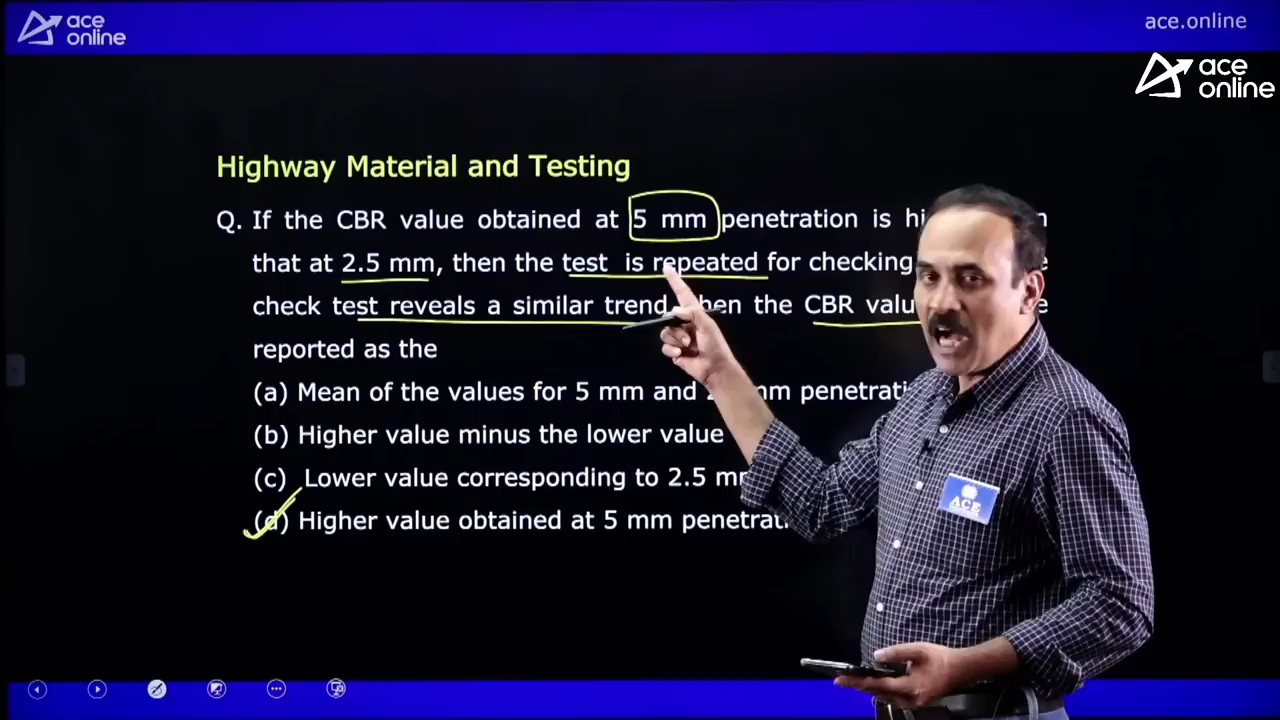 ace
online
ace.online
ace
online
Highway Material and Testing
Q. If the CBR value obtained at 5 mm penetration is
that at 2.5 mm, then the test is repeated for checking
check test reveals a similar trend, then the CBR
reported as the
(a) Mean of the values for 5 mm and mm
(b) Higher value minus the lower value
(c) Lower value corresponding to 2.5
(d) Higher value obtained at 5 mm
ACE